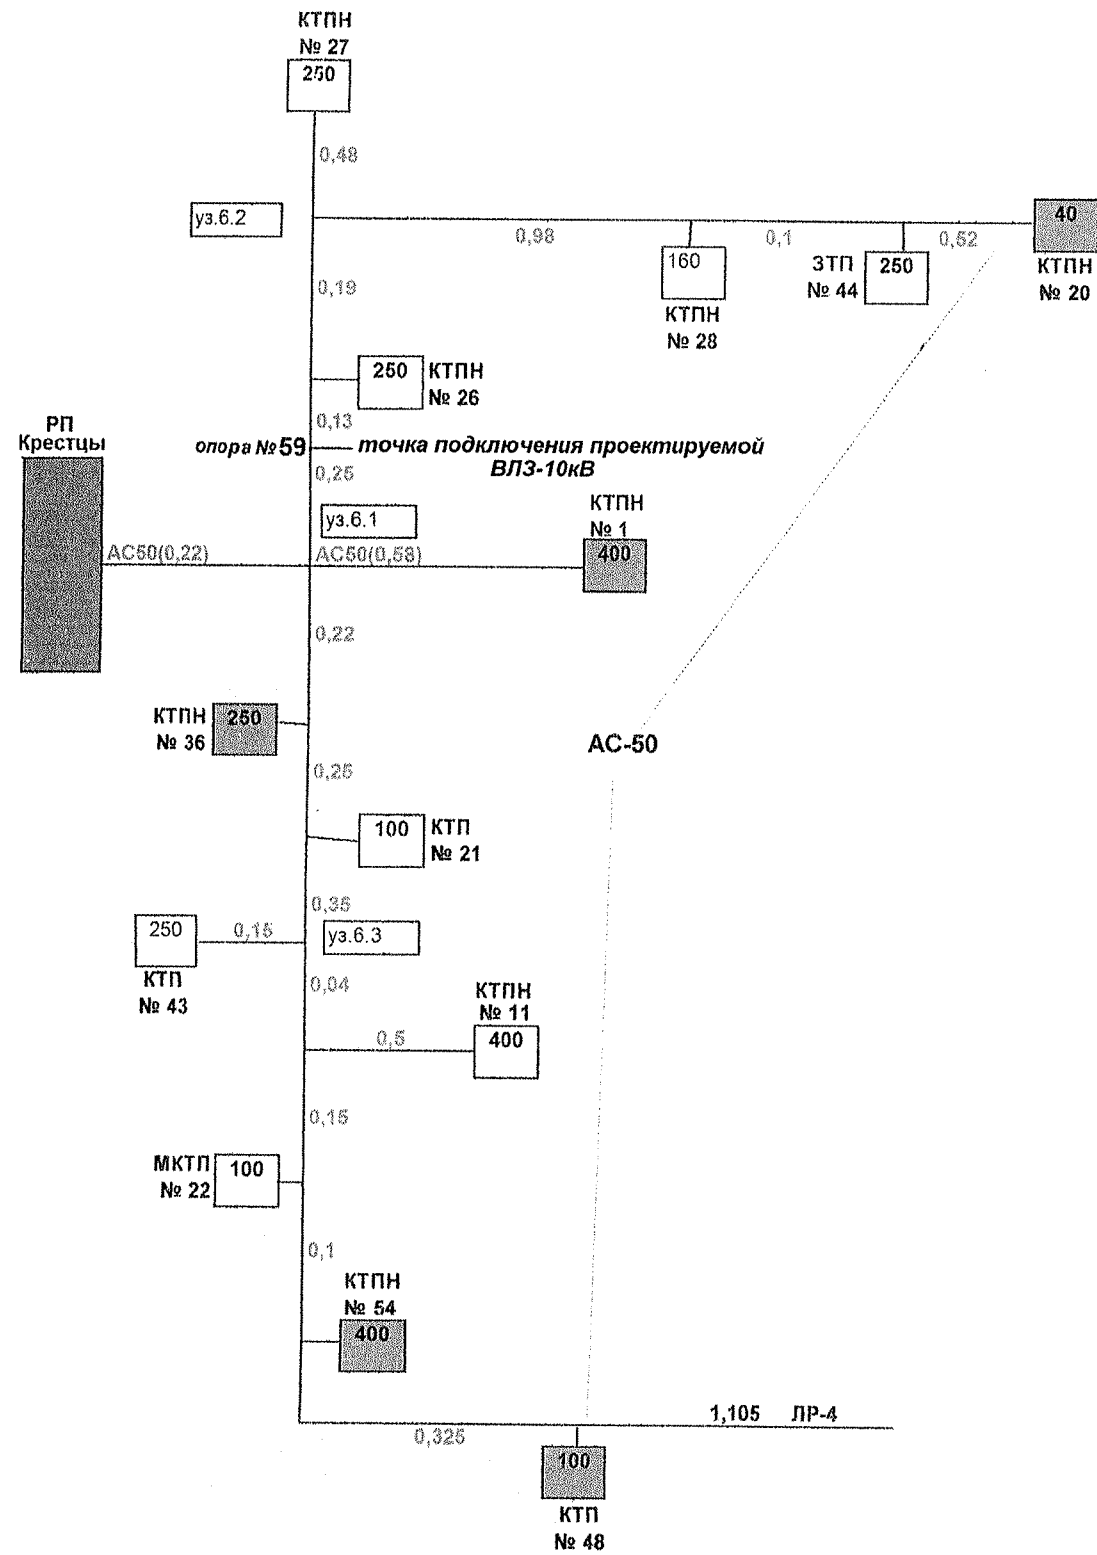 КТПН
№ 27
250
0,48
уз.6.2
0,98
0,1
0,52
40
КТПН
№ 20
160
КТПН
№ 28
ЗТП
№ 44
250
0,19
250
КТПН
№ 26
0,13
опора № 59
точка подключения проектируемой
ВЛЗ-10кВ
0,25
РП
Крестцы
уз.6.1
КТПН
№ 1
400
АС50(0,22)
АС50(0,58)
0,22
КТПН
№ 36
250
АС-50
0,25
100
КТП
№ 21
0,35
250
0,15
уз.6.3
КТП
№ 43
0,04
КТПН
№ 11
400
0,5
0,15
МКТП
№ 22
100
0,1
КТПН
№ 54
400
1,105 ЛР-4
0,325
100
КТП
№ 48